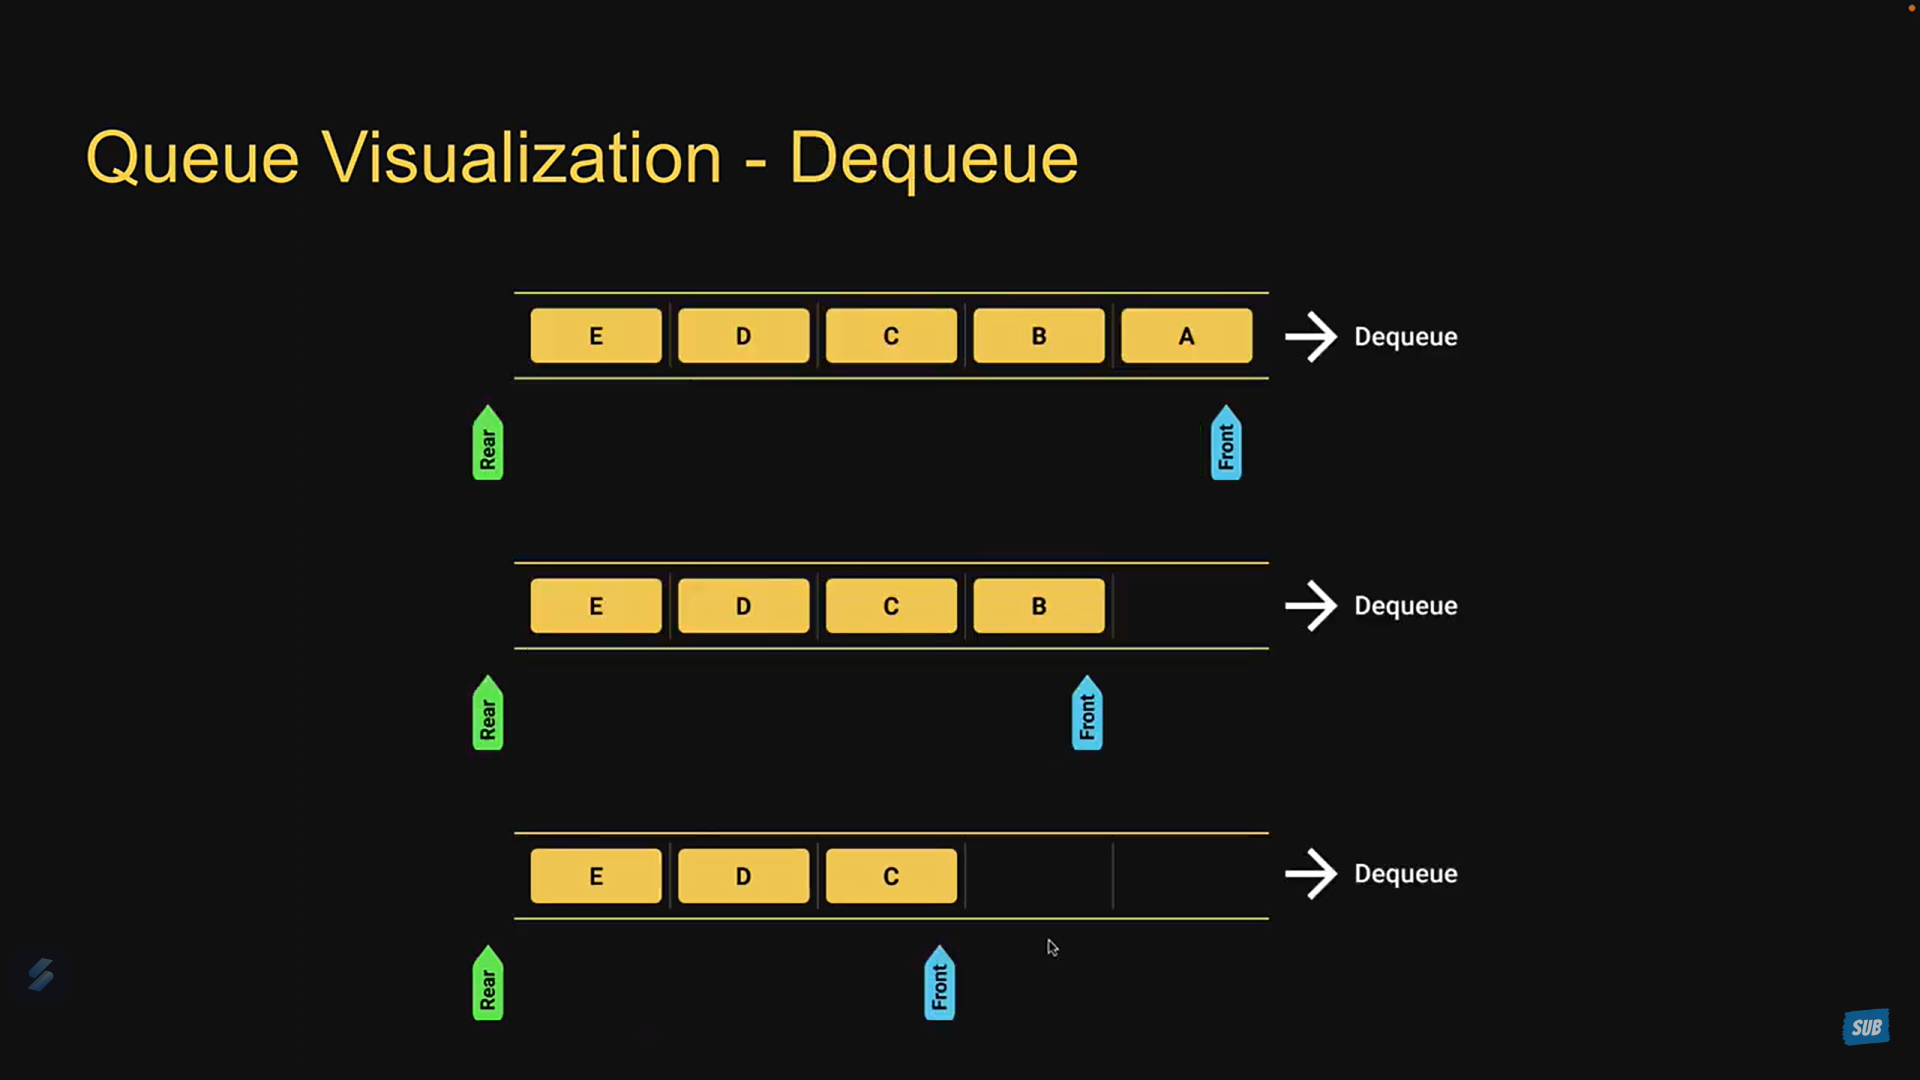 Queue Visualization - Dequeue
E D C B A Dequeue
Rear Front
E D C B Dequeue
Rear Front
E D C Dequeue
Rear Front
SUB